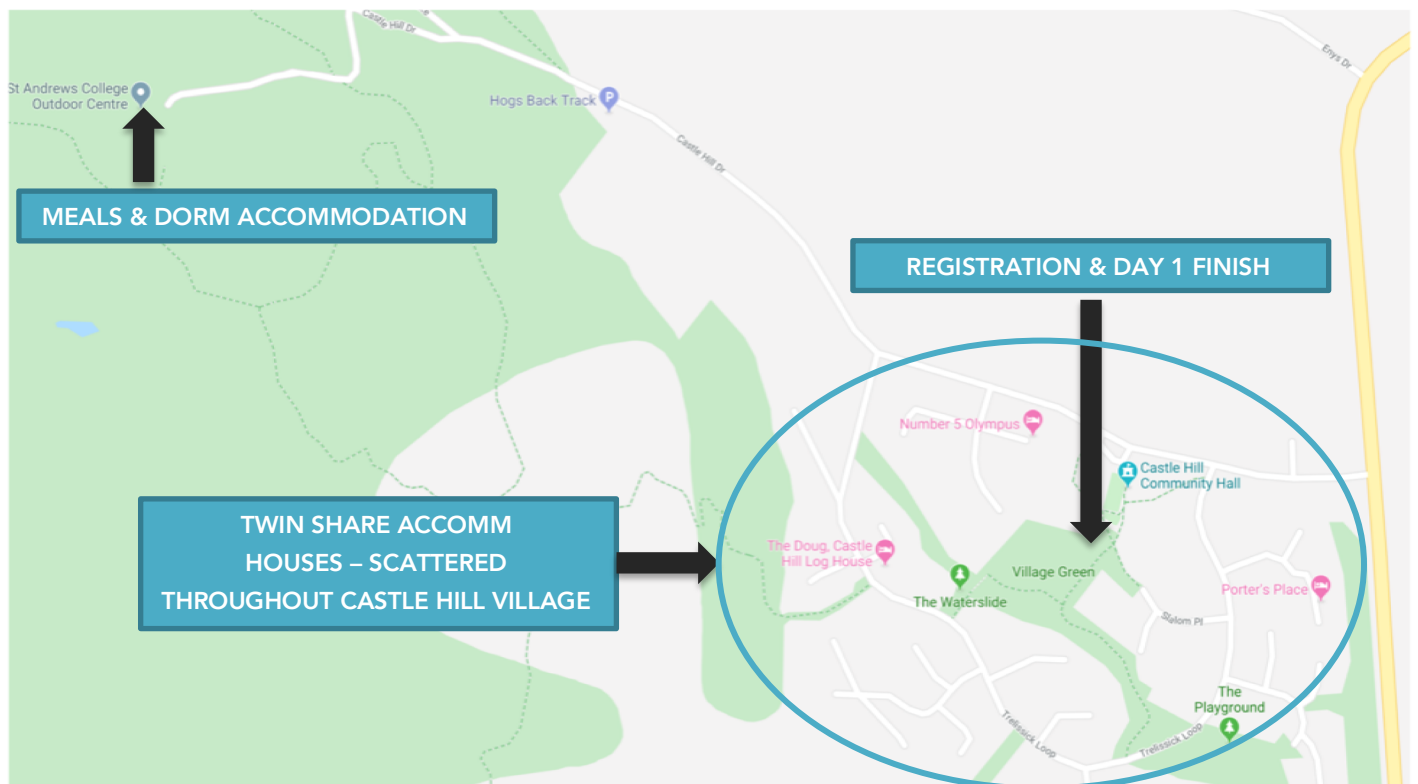 Castle Hill Dr
Enys Dr
St Andrews College
Outdoor Centre
Hogs Back Track
P
Castle Hill Dr
MEALS & DORM ACCOMMODATION
REGISTRATION & DAY 1 FINISH
Number 5 Olympus
Castle Hill
Community Hall
TWIN SHARE ACCOMM
HOUSES – SCATTERED
THROUGHOUT CASTLE HILL VILLAGE
The Doug, Castle
Hill Log House
Village Green
The Waterslide
Porter's Place
Slalom Pl
The
Playground
Trelissick Loop
Trelissick Loop